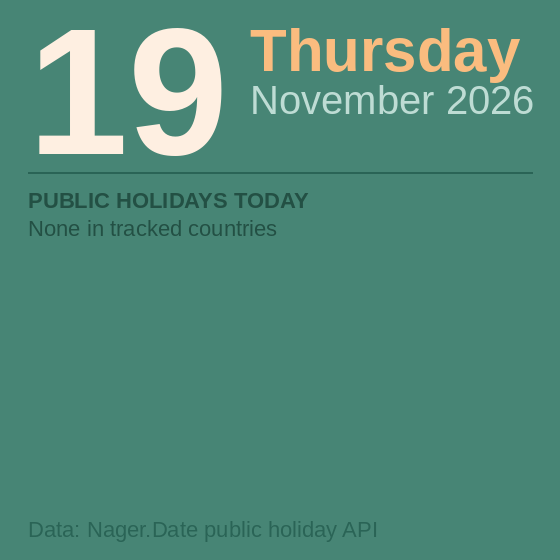 19
Thursday
November 2026
PUBLIC HOLIDAYS TODAY
None in tracked countries
Data: Nager.Date public holiday API